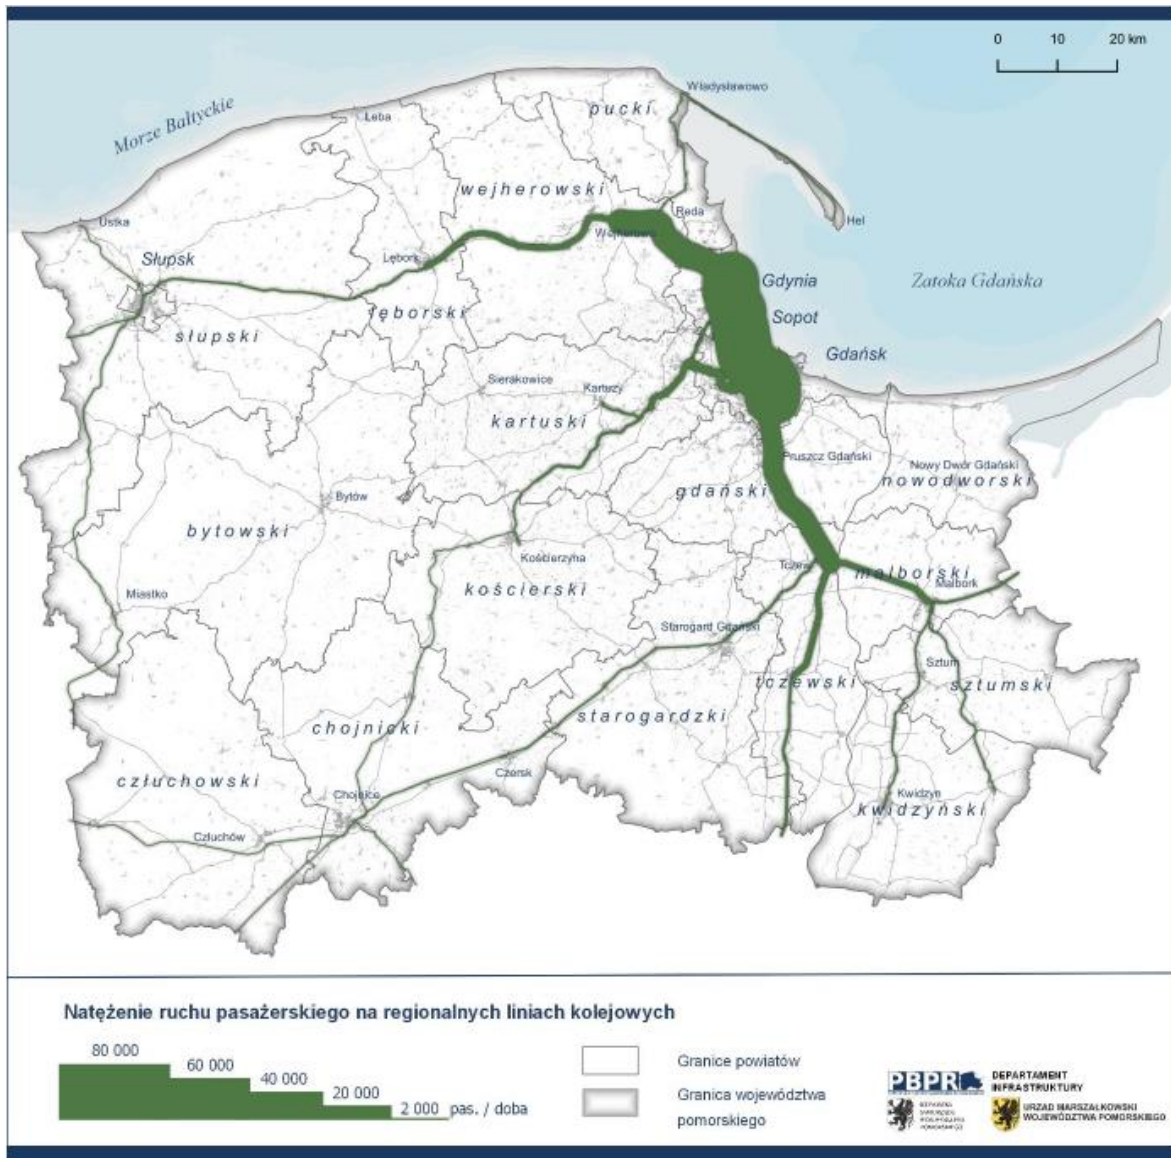 0 10 20 km
Władysławowo
pucki
Morze Bałtyckie
Łeba
wejherowski
Reda
Hel
Ustka
Wejherowo
Słupsk
Lębork
Gdynia
Zatoka Gdańska
lęborski
Sopot
słupski
Gdańsk
Sierakowice
Kartuzy
kartuski
Pruszcz Gdański
Nowy Dwór Gdański
nowodworski
gdański
Bytów
bytowski
Kościerzyna
Tczew
malborski
Malbork
kościerski
Miastko
Starogard Gdański
Sztum
tczewski
sztumski
starogardzki
chojnicki
Czersk
człuchowski
Chojnice
Kwidzyn
kwidzyński
Człuchów
Natężenie ruchu pasażerskiego na regionalnych liniach kolejowych
80 000
60 000
40 000
20 000
2 000 pas. / doba
Granice powiatów
Granica województwa
pomorskiego
PBPR
DEPARTAMENT
INFRASTRUKTURY
URZĄD MARSZAŁKOWSKI
WOJEWÓDZTWA POMORSKIEGO